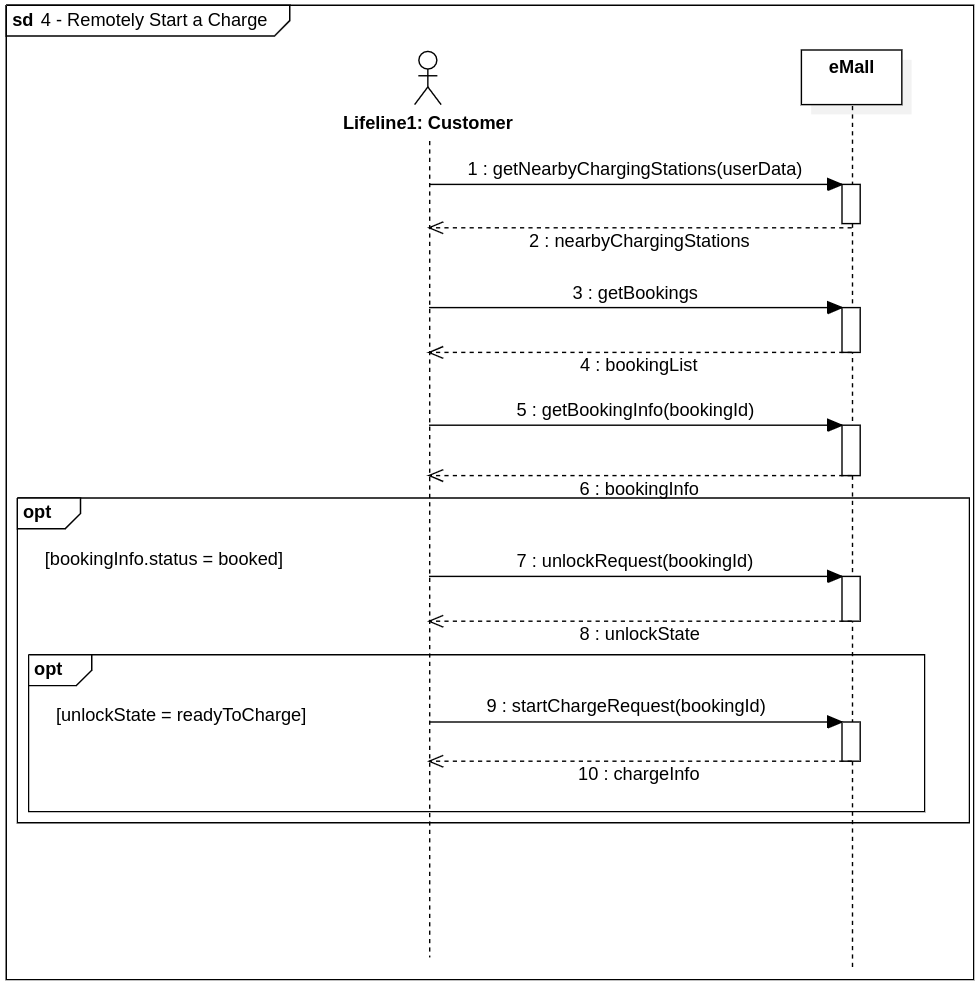 sd 4 - Remotely Start a Charge
eMall
Lifeline1: Customer
1 : getNearbyChargingStations(userData)
2 : nearbyChargingStations
3 : getBookings
4 : bookingList
5 : getBookingInfo(bookingId)
6 : bookingInfo
opt
[bookingInfo.status = booked]
7 : unlockRequest(bookingId)
8 : unlockState
opt
[unlockState = readyToCharge]
9 : startChargeRequest(bookingId)
10 : chargeInfo